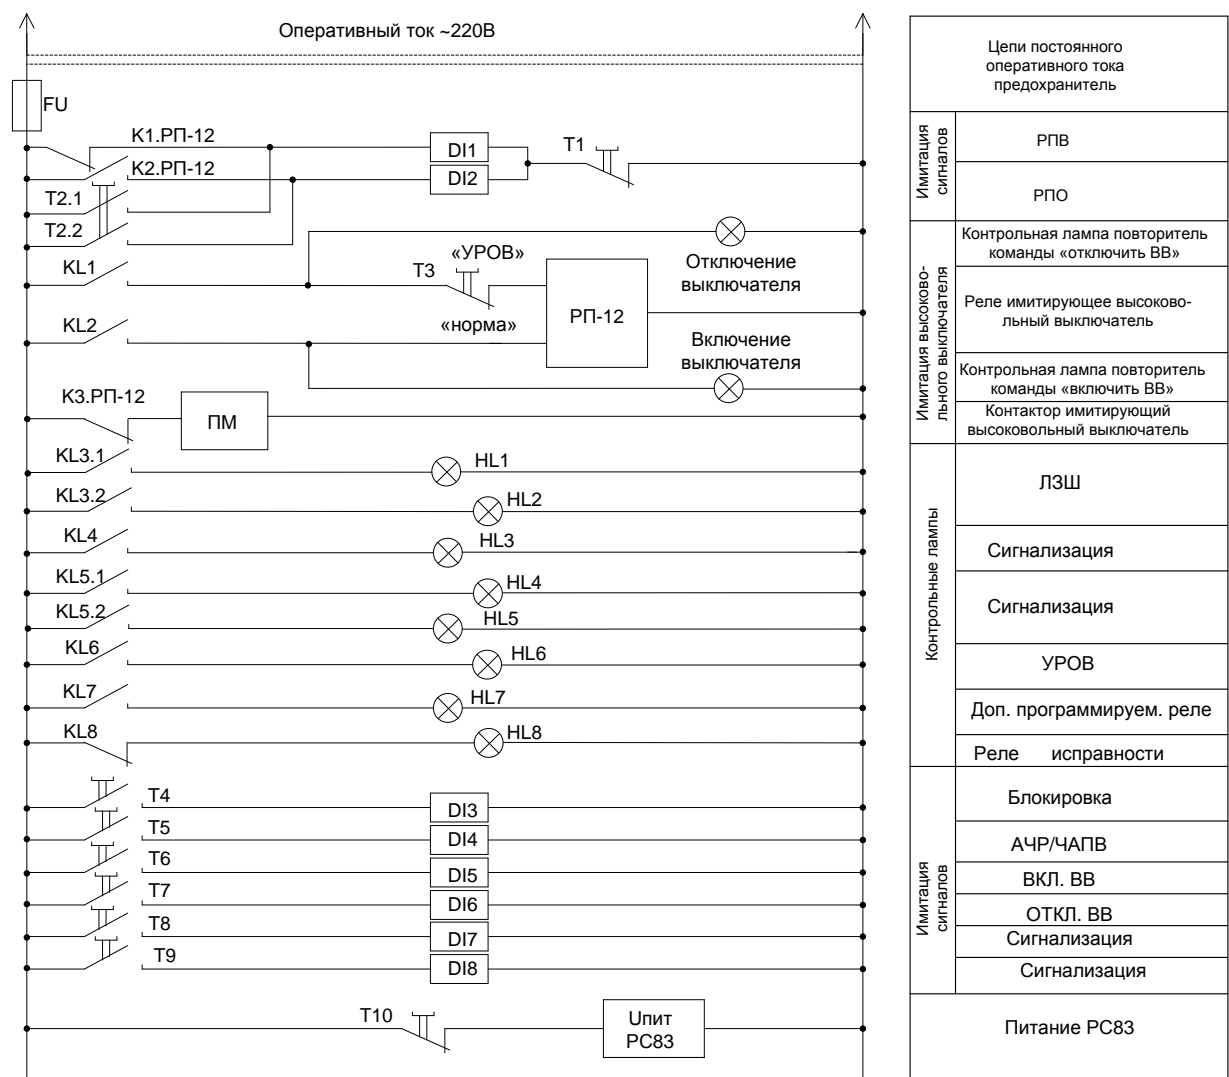 Оперативный ток ~220В
FU
К1.РП-12
DI1
T1
К2.РП-12
DI2
T2.1
T2.2
KL1
T3
«УРОВ»
«норма»
РП-12
Отключение
выключателя
KL2
Включение
выключателя
К3.РП-12
ПМ
KL3.1
HL1
KL3.2
HL2
KL4
HL3
KL5.1
HL4
KL5.2
HL5
KL6
HL6
KL7
HL7
KL8
HL8
T4
DI3
T5
DI4
T6
DI5
T7
DI6
T8
DI7
T9
DI8
T10
Uпит
РС83
Цепи постоянного
оперативного тока
предохранитель
Имитация
сигналов
РПВ
РПО
Имитация высоково-
льного выключателя
Контрольная лампа повторитель
команды «отключить ВВ»
Реле имитирующее высоково-
льный выключатель
Контрольная лампа повторитель
команды «включить ВВ»
Контактор имитирующий
высоковольный выключатель
Контрольные лампы
ЛЗШ
Сигнализация
Сигнализация
УРОВ
Доп. программируем. реле
Реле исправности
Имитация
сигналов
Блокировка
АЧР/ЧАПВ
ВКЛ. ВВ
ОТКЛ. ВВ
Сигнализация
Сигнализация
Питание РС83